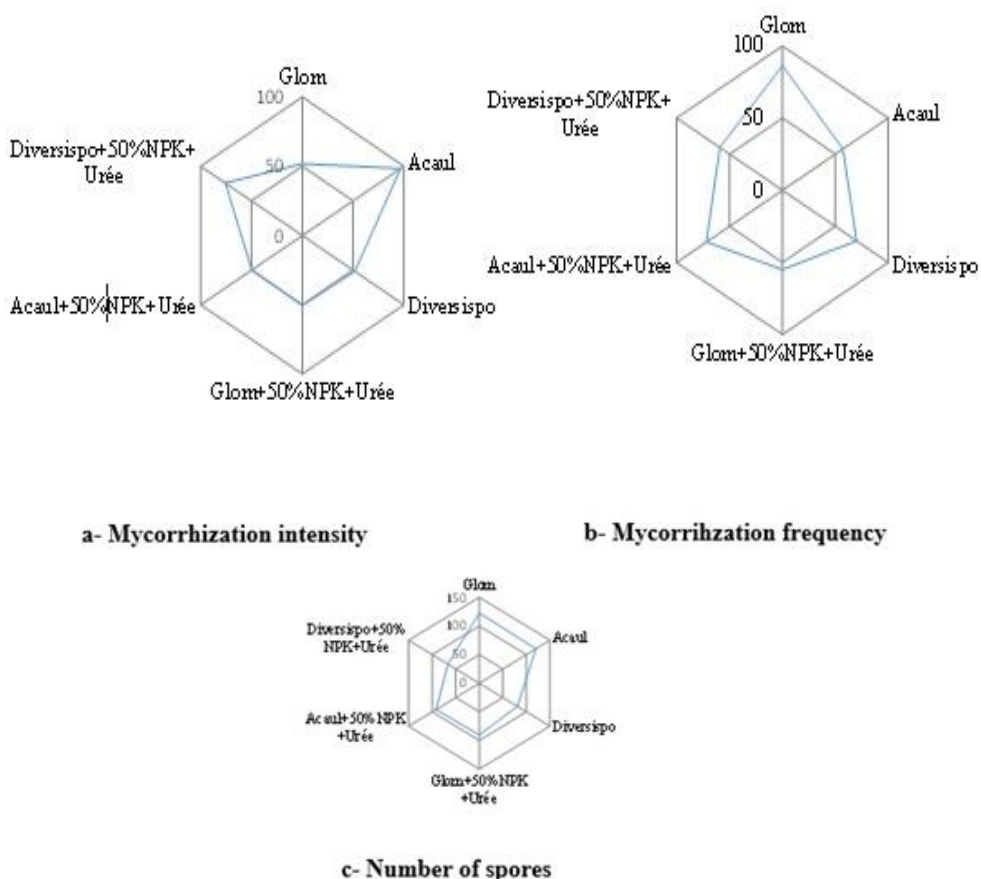 Glom
100
50
0
Acaul
Diversispo
Glom+50%NPK+Urée
Acaul+50%NPK+Urée
Diversispo+50%NPK+
Urée
a- Mycorrhization intensity
Glom
100
50
0
Acaul
Diversispo
Glom+50%NPK+Urée
Acaul+50%NPK+Urée
Diversispo+50%NPK+
Urée
b- Mycorrihzation frequency
Glom
150
100
50
0
Acaul
Diversispo
Glom+50%NPK
+Urée
Acaul+50%NPK
+Urée
Diversispo+50%
NPK+Urée
c- Number of spores